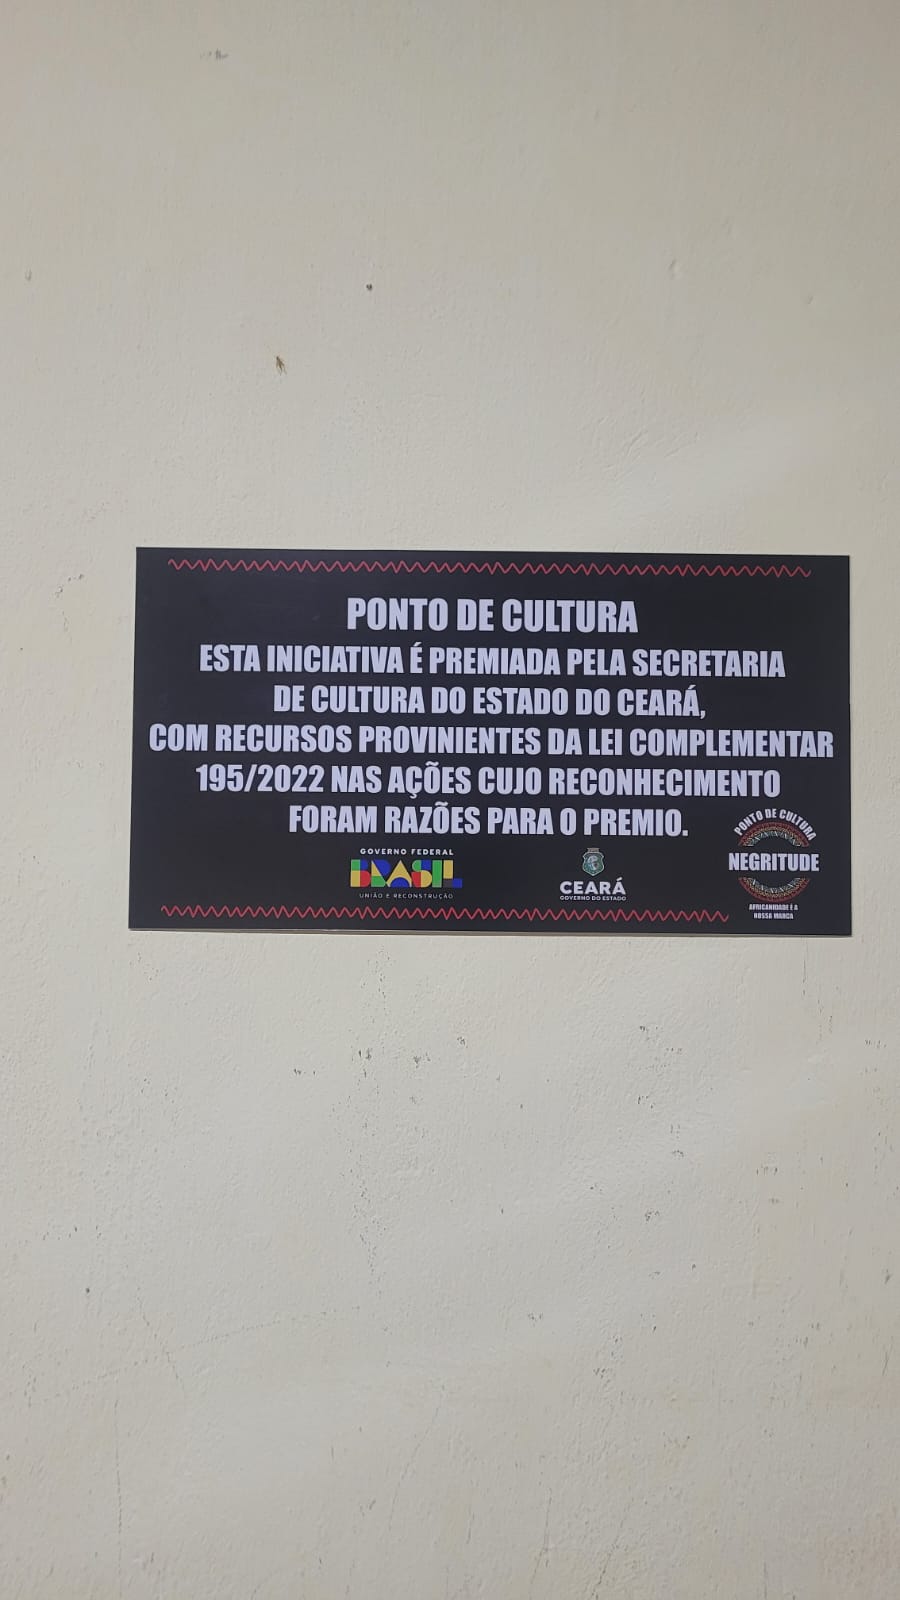 PONTO DE CULTURA
ESTA INICIATIVA É PREMIADA PELA SECRETARIA
DE CULTURA DO ESTADO DO CEARÁ,
COM RECURSOS PROVINIENTES DA LEI COMPLEMENTAR
195/2022 NAS AÇÕES CUJO RECONHECIMENTO
FORAM RAZÕES PARA O PREMIO.
GOVERNO FEDERAL
BRASIL
UNIÃO E RECONSTRUÇÃO
CEARÁ
GOVERNO DO ESTADO
PONTO DE CULTURA
NEGRITUDE
AFRICANIDADE É A
NOSSA MARCA